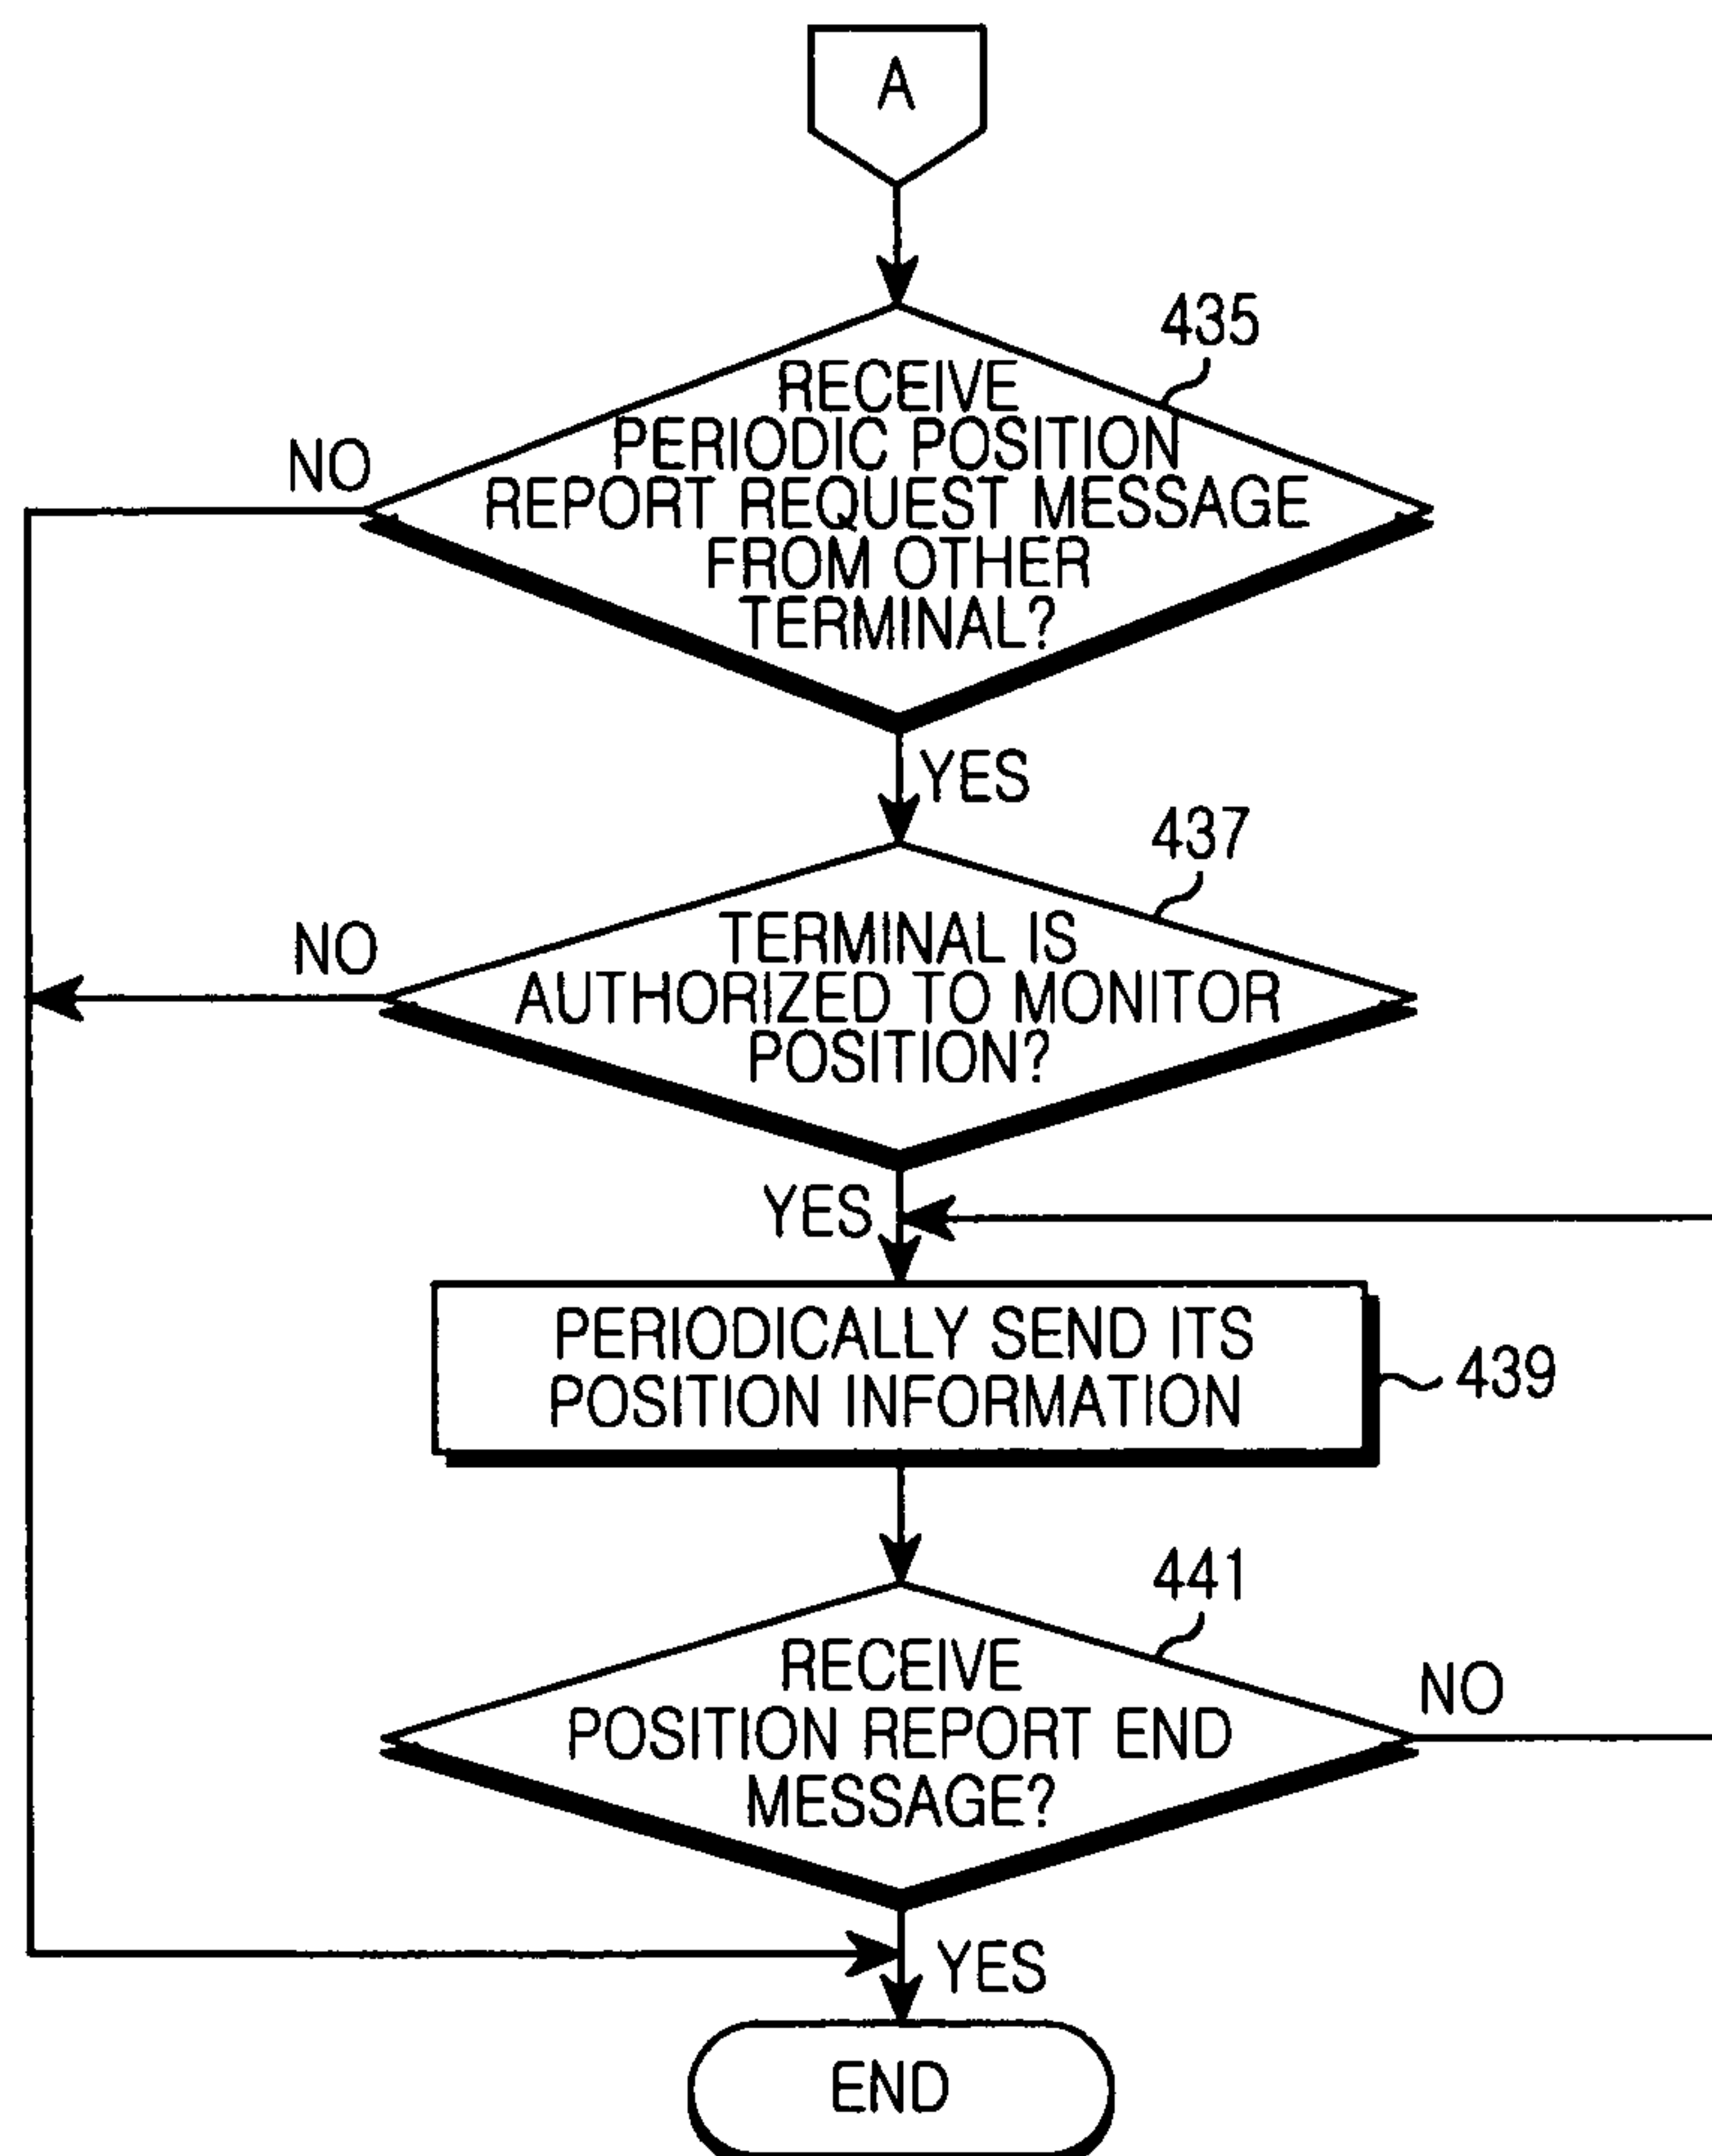 A
435
RECEIVE
PERIODIC POSITION
REPORT REQUEST MESSAGE
FROM OTHER
TERMINAL?
NO
YES
437
TERMINAL IS
AUTHORIZED TO MONITOR
POSITION?
NO
YES
PERIODICALLY SEND ITS
POSITION INFORMATION
439
441
RECEIVE
POSITION REPORT END
MESSAGE?
NO
YES
END